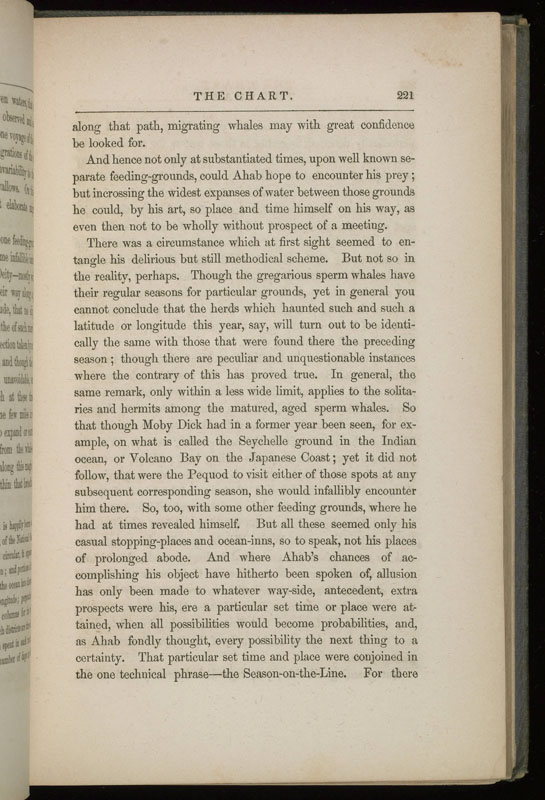 THE CHART. 221
along that path, migrating whales may with great confidence
be looked for.
And hence not only at substantiated times, upon well known se-
parate feeding-grounds, could Ahab hope to encounter his prey;
but incrossing the widest expanses of water between those grounds
he could, by his art, so place and time himself on his way, as
even then not to be wholly without prospect of a meeting.
There was a circumstance which at first sight seemed to en-
tangle his delirious but still methodical scheme. But not so in
the reality, perhaps. Though the gregarious sperm whales have
their regular seasons for particular grounds, yet in general you
cannot conclude that the herds which haunted such and such a
latitude or longitude this year, say, will turn out to be identi-
cally the same with those that were found there the preceding
season; though there are peculiar and unquestionable instances
where the contrary of this has proved true. In general, the
same remark, only within a less wide limit, applies to the solita-
ries and hermits among the matured, aged sperm whales. So
that though Moby Dick had in a former year been seen, for ex-
ample, on what is called the Seychelle ground in the Indian
ocean, or Volcano Bay on the Japanese Coast; yet it did not
follow, that were the Pequod to visit either of those spots at any
subsequent corresponding season, she would infallibly encounter
him there. So, too, with some other feeding grounds, where he
had at times revealed himself. But all these seemed only his
casual stopping-places and ocean-inns, so to speak, not his places
of prolonged abode. And where Ahab's chances of ac-
complishing his object have hitherto been spoken of, allusion
has only been made to whatever way-side, antecedent, extra
prospects were his, ere a particular set time or place were at-
tained, when all possibilities would become probabilities, and,
as Ahab fondly thought, every possibility the next thing to a
certainty. That particular set time and place were conjoined in
the one technical phrase—the Season-on-the-Line. For there